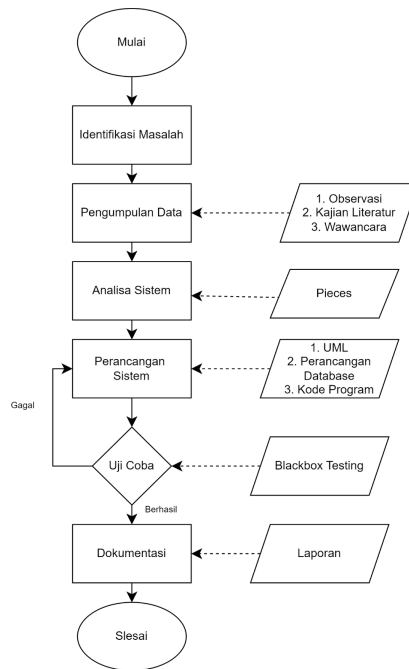 Mulai
Identifikasi Masalah
Pengumpulan Data
1. Observasi
2. Kajian Literatur
3. Wawancara
Analisa Sistem
Pieces
Perancangan
Sistem
1. UML
2. Perancangan
Database
3. Kode Program
Gagal
Uji Coba
Blackbox Testing
Berhasil
Dokumentasi
Laporan
Slesai